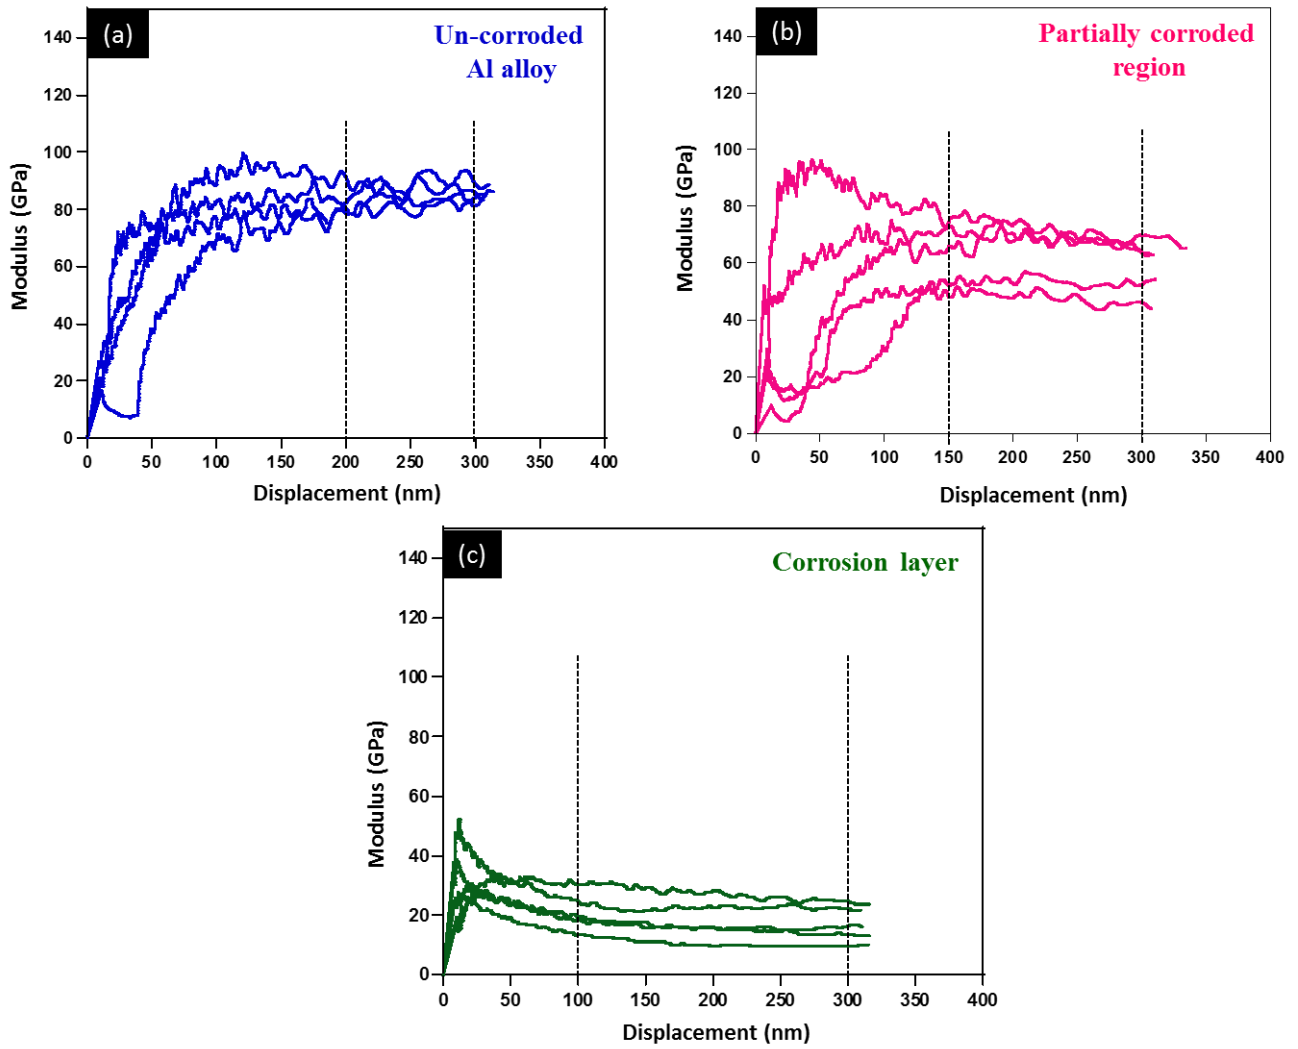 (a)
Un-corroded
Al alloy
140
120
100
80
60
40
20
0
Modulus (GPa)
0 50 100 150 200 250 300 350 400
Displacement (nm)
(b)
Partially corroded
region
140
120
100
80
60
40
20
0
Modulus (GPa)
0 50 100 150 200 250 300 350 400
Displacement (nm)
(c)
Corrosion layer
140
120
100
80
60
40
20
0
Modulus (GPa)
0 50 100 150 200 250 300 350 400
Displacement (nm)